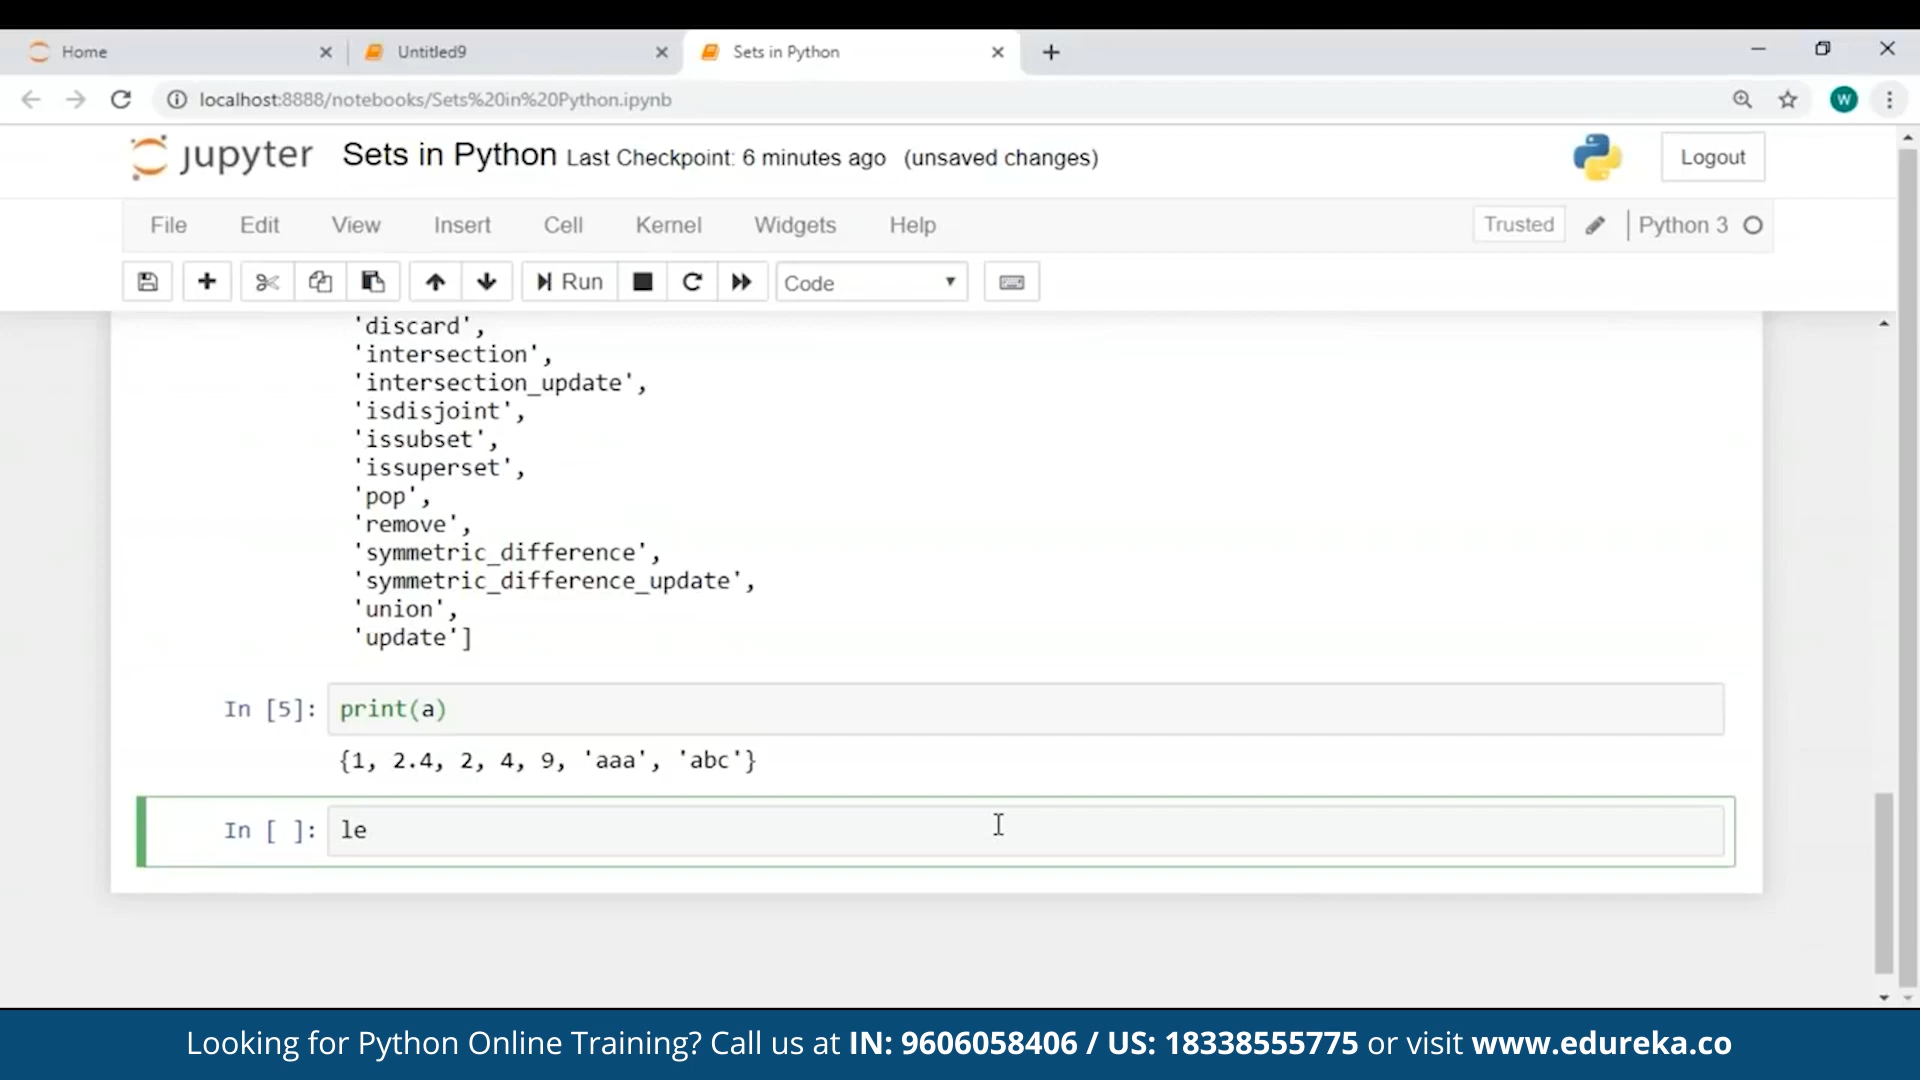 Home
Untitled9
Sets in Python
localhost:8888/notebooks/Sets%20in%20Python.ipynb
W
jupyter Sets in Python Last Checkpoint: 6 minutes ago (unsaved changes)
Logout
File Edit View Insert Cell Kernel Widgets Help
Trusted
Python 3
Run
Code
'discard',
'intersection',
'intersection_update',
'isdisjoint',
'issubset',
'issuperset',
'pop',
'remove',
'symmetric_difference',
'symmetric_difference_update',
'union',
'update']
In [5]: print(a)
{1, 2.4, 2, 4, 9, 'aaa', 'abc'}
In [ ]: le
Looking for Python Online Training? Call us at IN: 9606058406 / US: 18338555775 or visit www.edureka.co